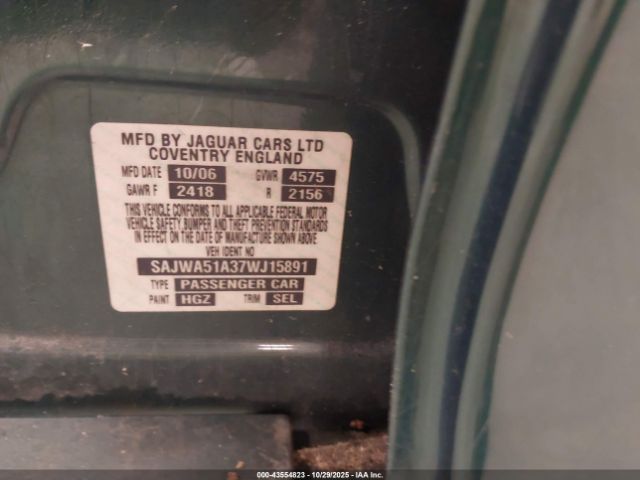 MFD BY JAGUAR CARS LTD
COVENTRY ENGLAND
MFD DATE 10/06 GVWR 4575
GAWR F 2418 R 2156
THIS VEHICLE CONFORMS TO ALL APPLICABLE FEDERAL MOTOR
VEHICLE SAFETY BUMPER AND THEFT PREVENTION STANDARDS
IN EFFECT ON THE DATE OF MANUFACTURE SHOWN ABOVE.
VEH IDENT NO
SAJWA51A37WJ15891
TYPE PASSENGER CAR
PAINT HGZ TRIM SEL
000-43554823 | 10/29/2025 | IAA Inc.